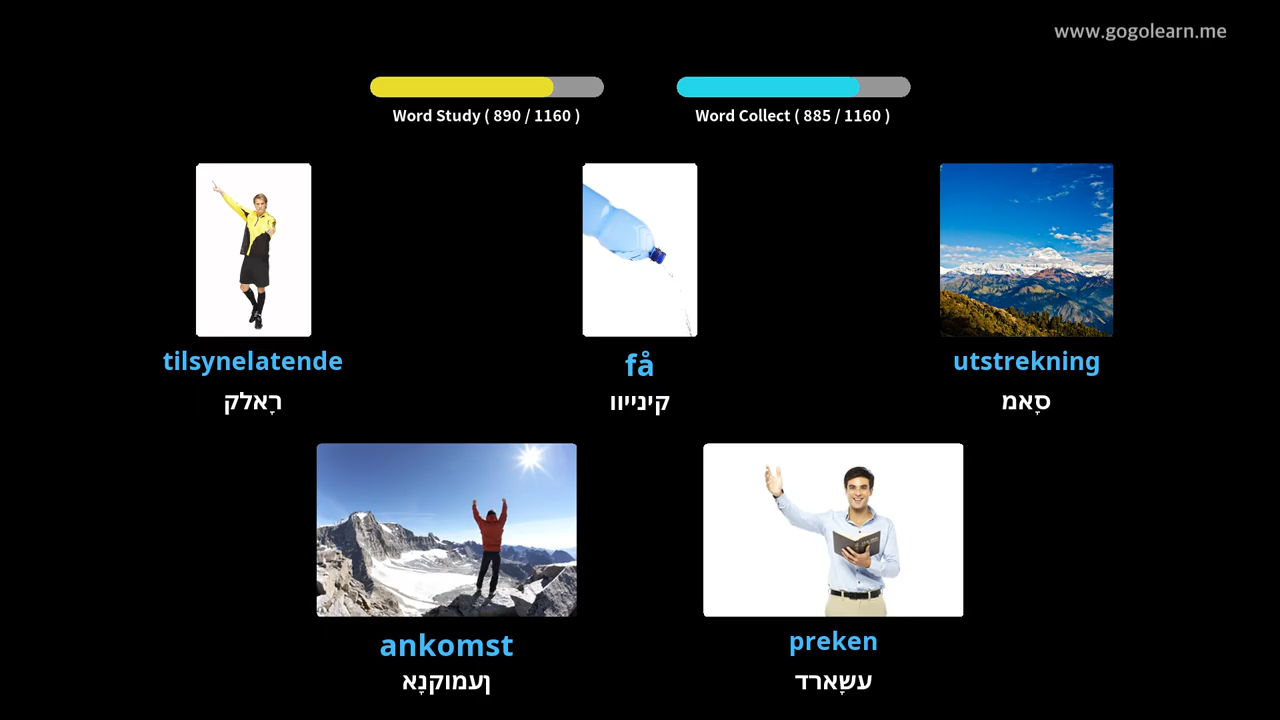 www.gogolearn.me
Word Study ( 890 / 1160 )
Word Collect ( 885 / 1160 )
tilsynelatende
få
utstrekning
רָאלק
קינייוו
סָאמ
ankomst
preken
ןעמוקנָא
עשָארד